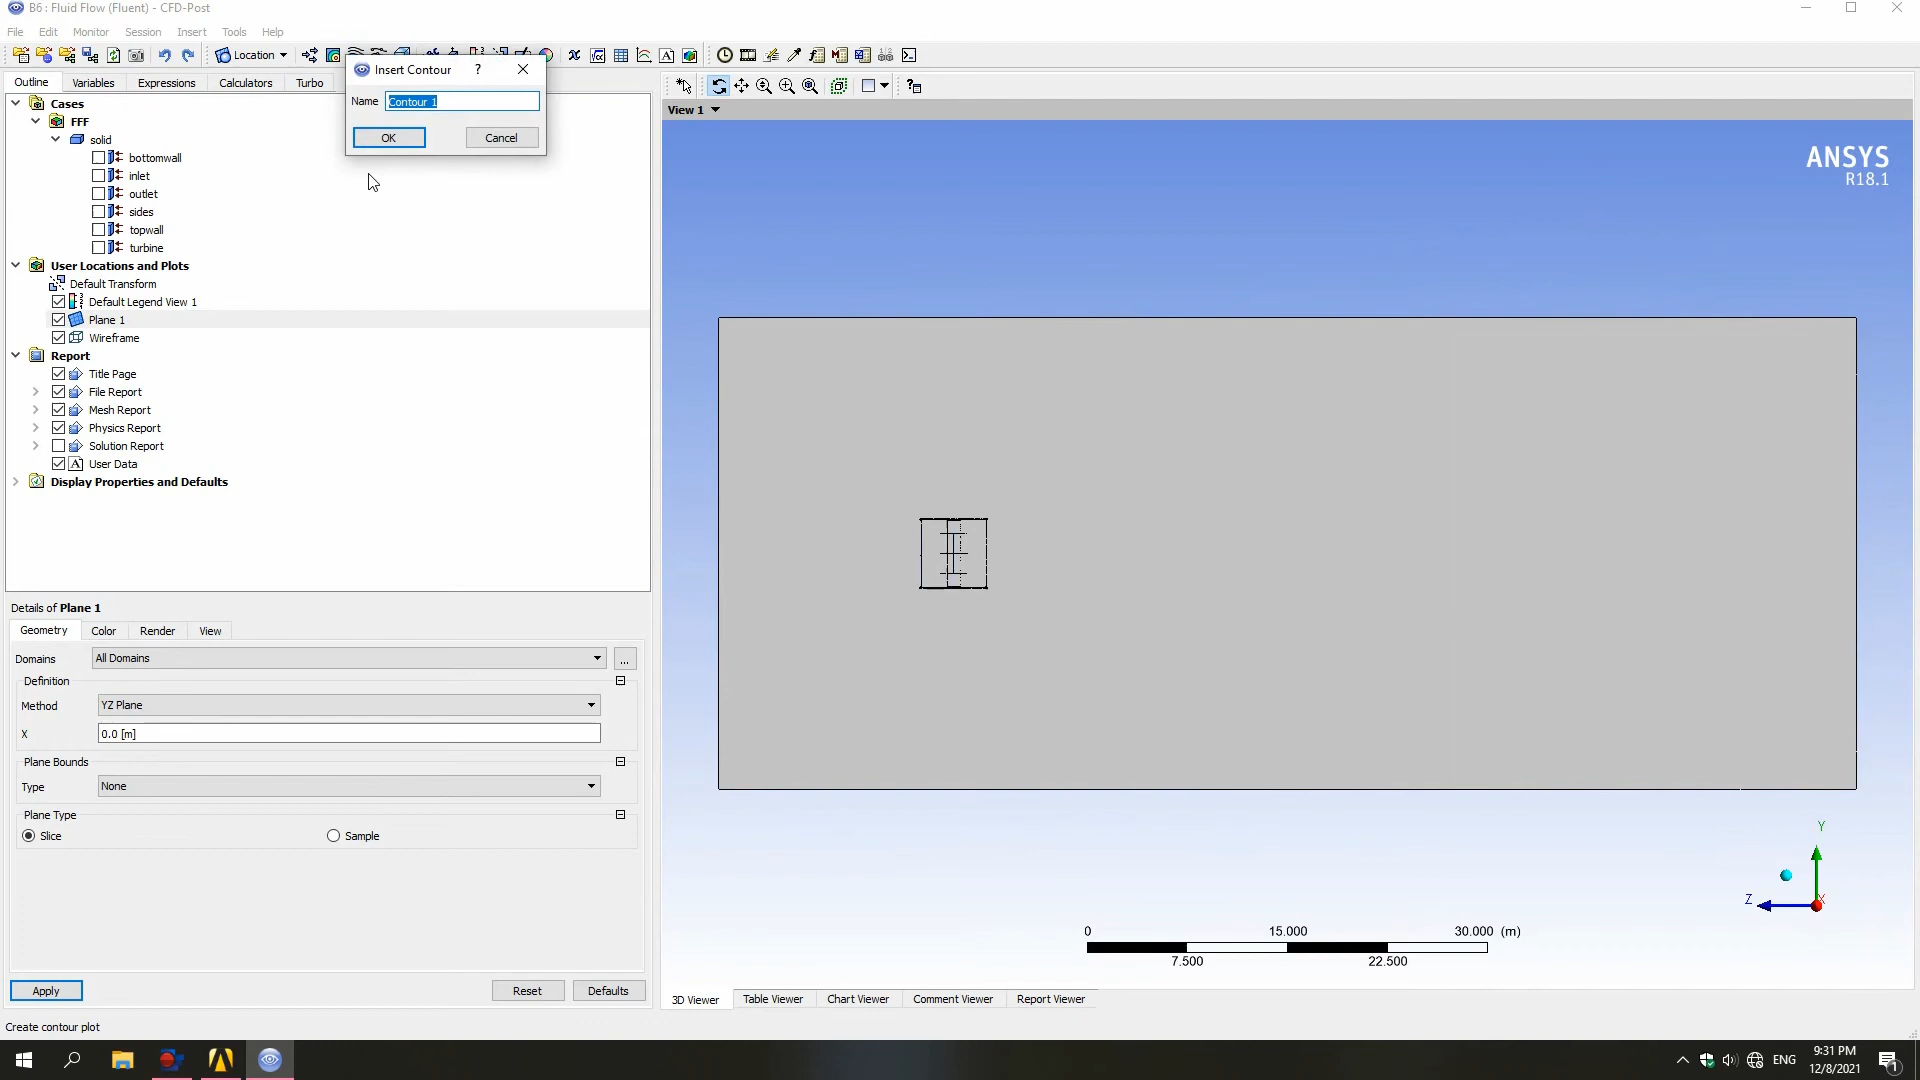 B6 : Fluid Flow (Fluent) - CFD-Post
File Edit Monitor Session Insert Tools Help
Location
Outline Variables Expressions Calculators Turbo
Insert Contour ?
Name Contour 1
OK Cancel
Cases
FFF
solid
bottomwall
inlet
outlet
sides
topwall
turbine
User Locations and Plots
Default Transform
Default Legend View 1
Plane 1
Wireframe
Report
Title Page
File Report
Mesh Report
Physics Report
Solution Report
A User Data
Display Properties and Defaults
Details of Plane 1
Geometry Color Render View
Domains All Domains ...
Definition
Method YZ Plane
X 0.0 [m]
Plane Bounds
Type None
Plane Type
Slice Sample
Apply Reset Defaults
Create contour plot
View 1
ANSYS
R18.1
Y
Z X
0 15.000 30.000 (m)
7.500 22.500
3D Viewer Table Viewer Chart Viewer Comment Viewer Report Viewer
ENG
9:31 PM
12/8/2021
1